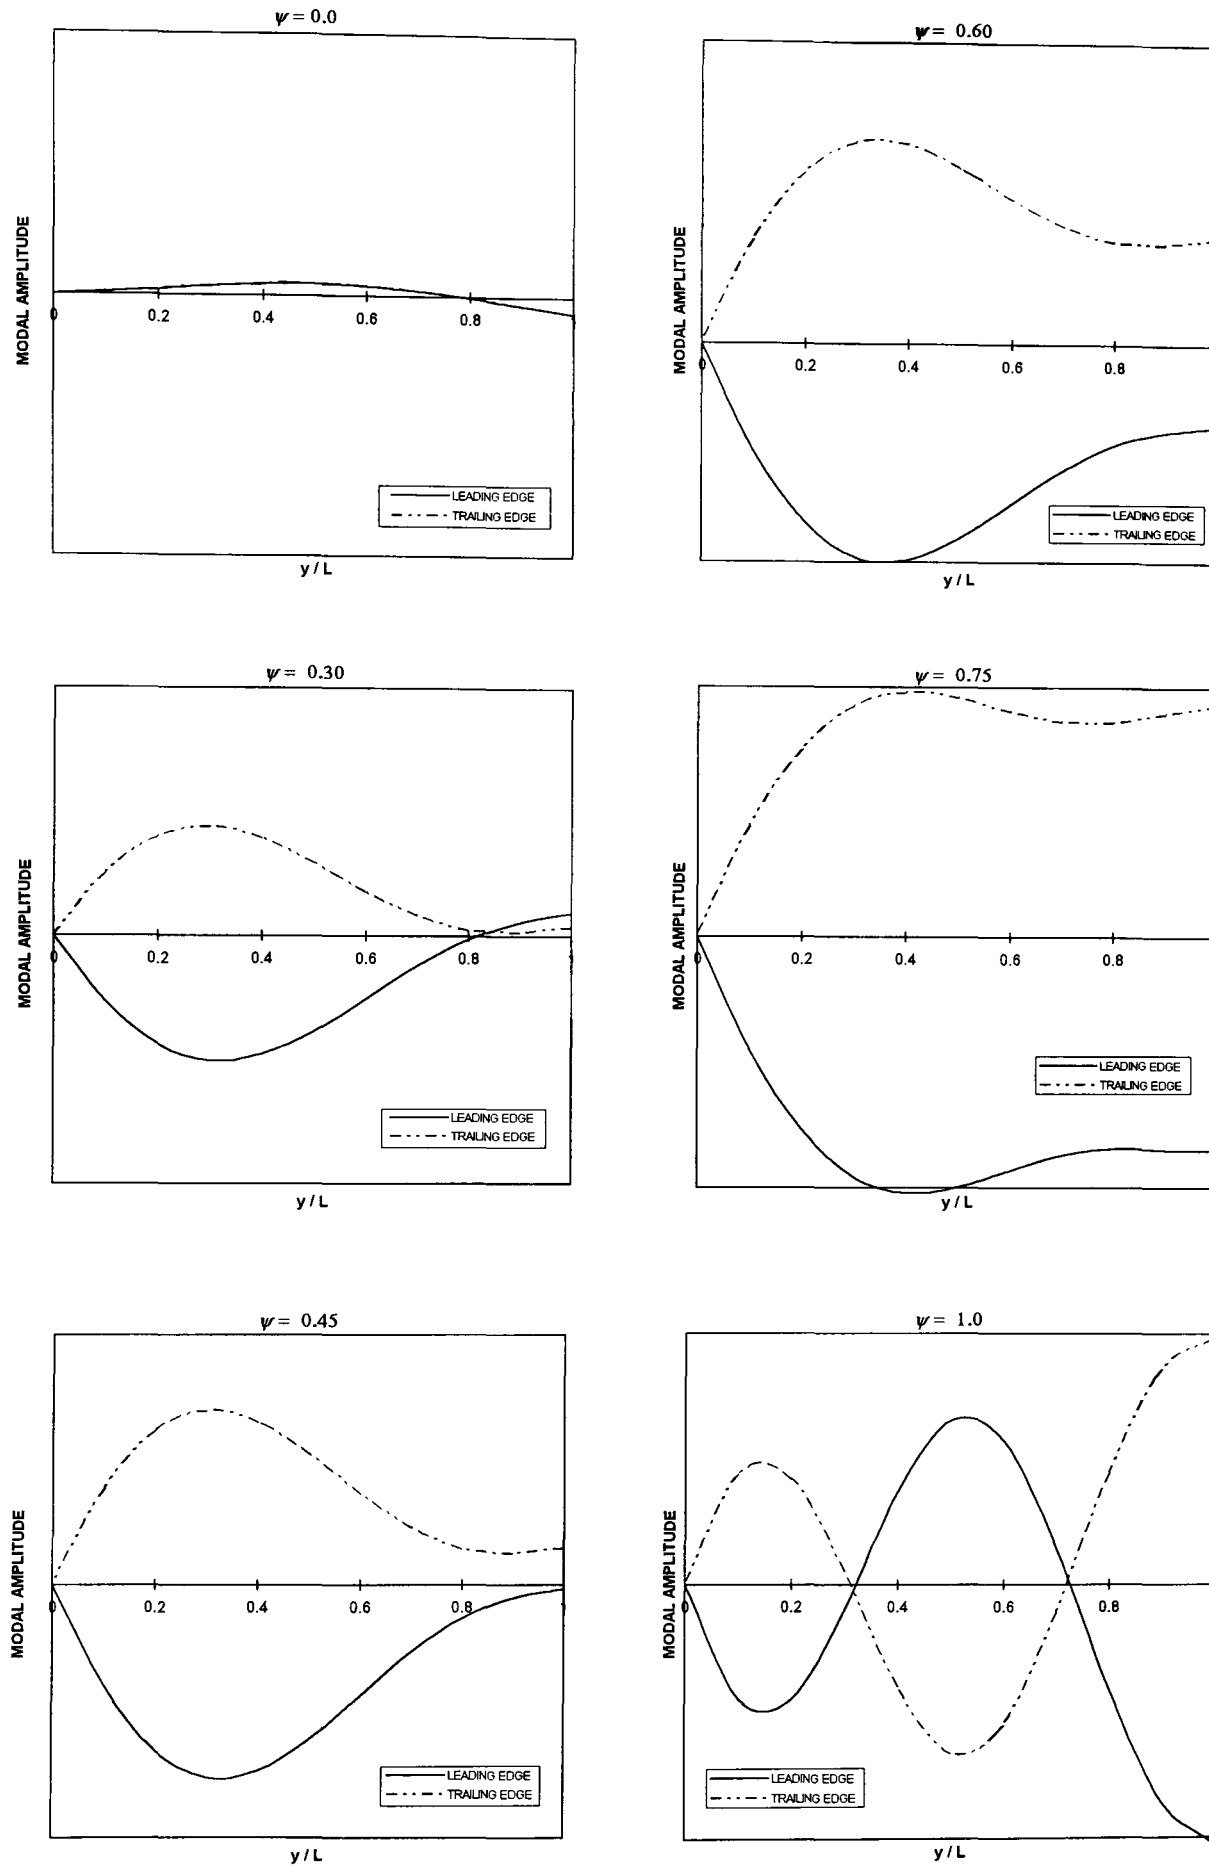 ψ = 0.0
MODAL AMPLITUDE
0 0.2 0.4 0.6 0.8
LEADING EDGE
TRAILING EDGE
y / L
ψ = 0.30
MODAL AMPLITUDE
0 0.2 0.4 0.6 0.8 1
LEADING EDGE
TRAILING EDGE
y / L
ψ = 0.45
MODAL AMPLITUDE
0 0.2 0.4 0.6 0.8
LEADING EDGE
TRAILING EDGE
y / L
ψ = 0.60
MODAL AMPLITUDE
0 0.2 0.4 0.6 0.8
LEADING EDGE
TRAILING EDGE
y / L
ψ = 0.75
MODAL AMPLITUDE
0 0.2 0.4 0.6 0.8
LEADING EDGE
TRAILING EDGE
y / L
ψ = 1.0
MODAL AMPLITUDE
0 0.2 0.4 0.6 0.8
LEADING EDGE
TRAILING EDGE
y / L